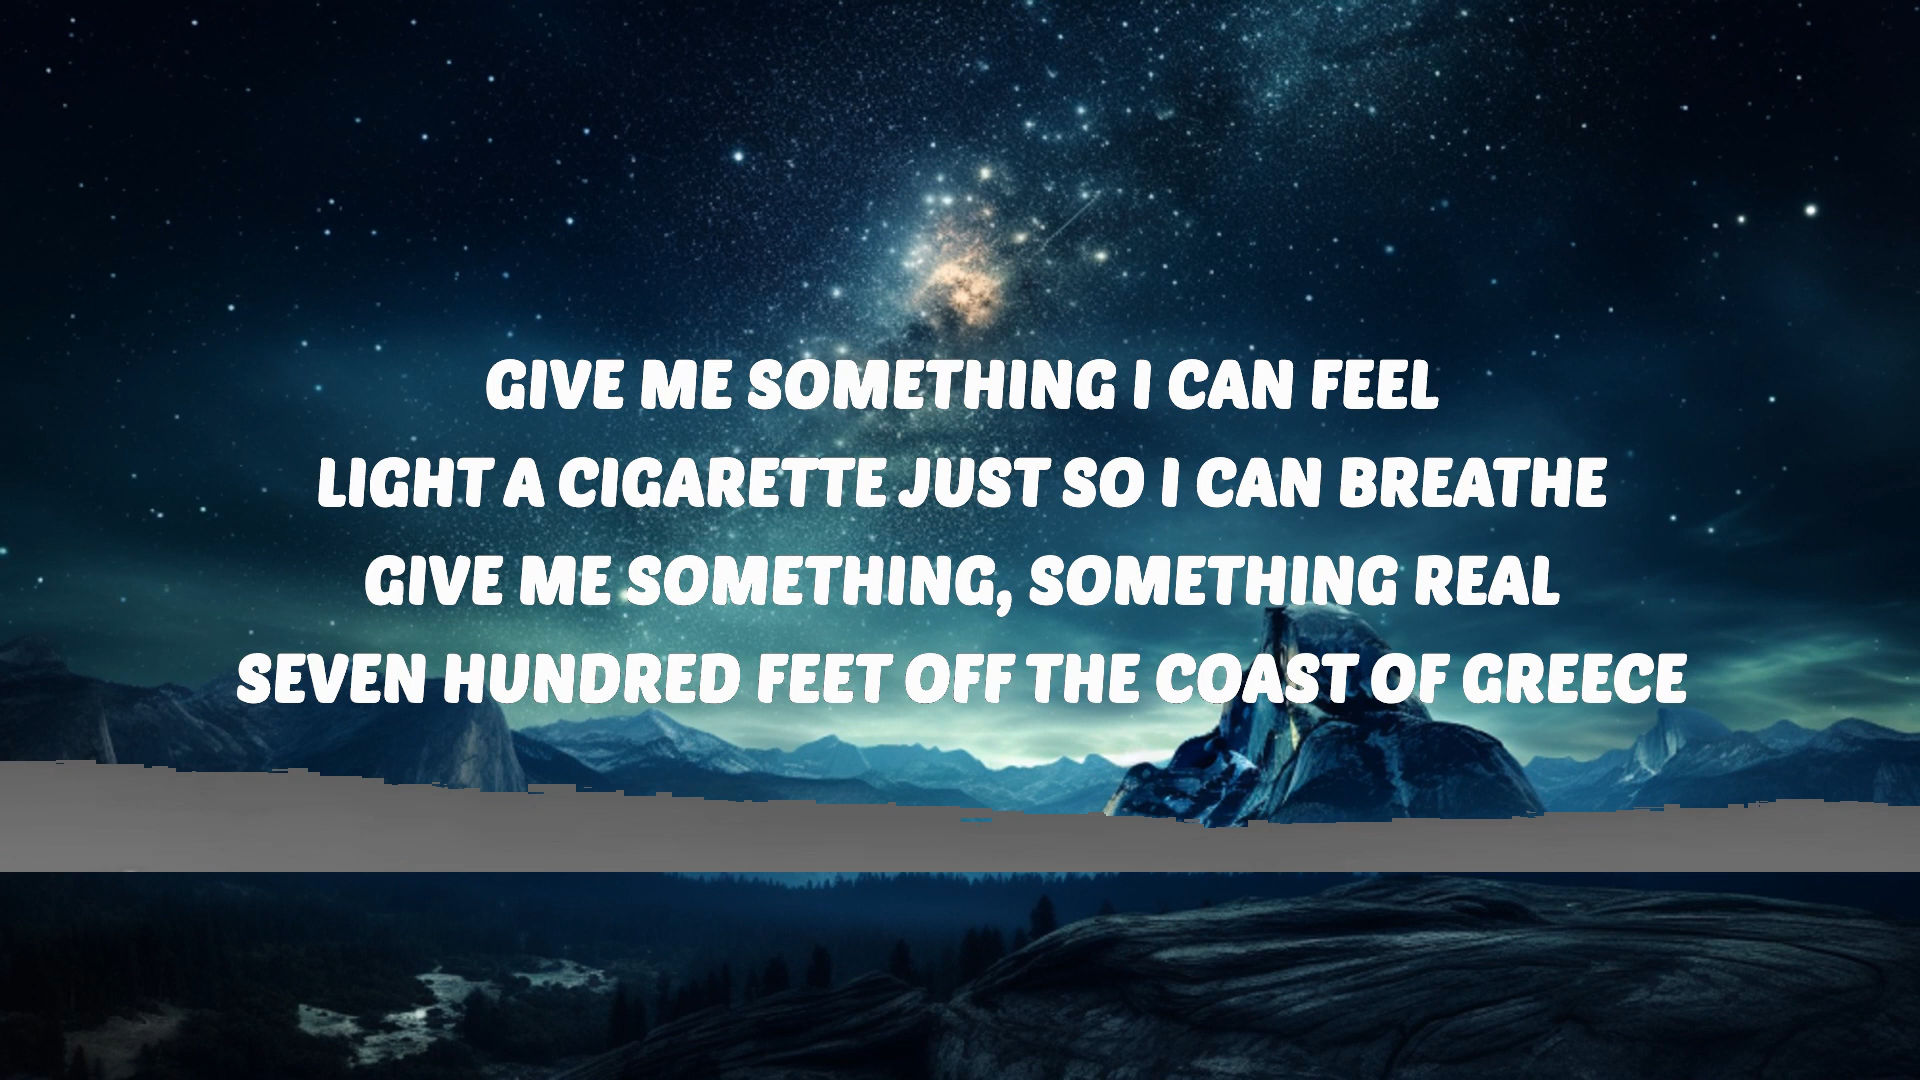 GIVE ME SOMETHING I CAN FEEL
LIGHT A CIGARETTE JUST SO I CAN BREATHE
GIVE ME SOMETHING, SOMETHING REAL
SEVEN HUNDRED FEET OFF THE COAST OF GREECE